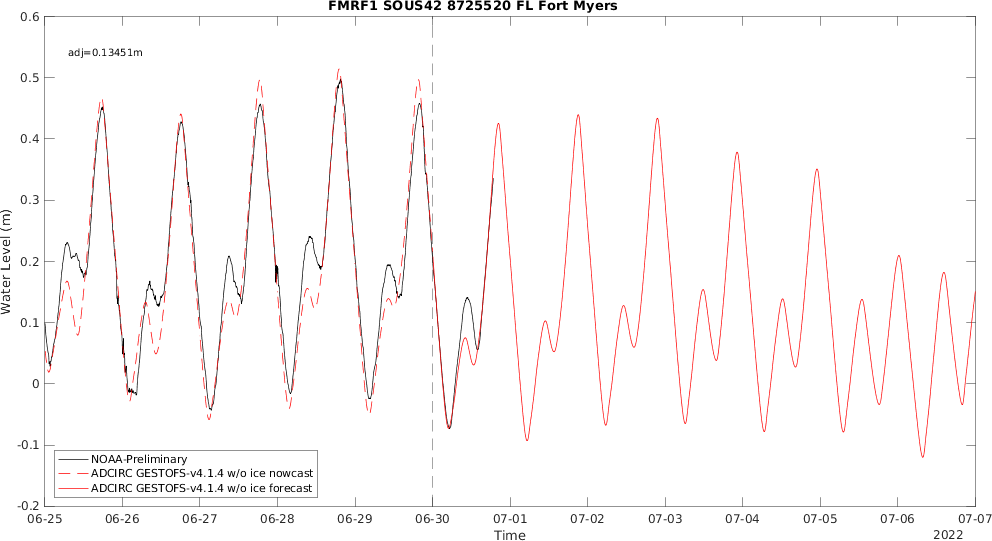 FMRF1 SOUS42 8725520 FL Fort Myers
adj=0.13451m
0.6
0.5
0.4
0.3
0.2
0.1
0
-0.1
-0.2
Water Level (m)
NOAA-Preliminary
ADCIRC GESTOFS-v4.1.4 w/o ice nowcast
ADCIRC GESTOFS-v4.1.4 w/o ice forecast
06-25 06-26 06-27 06-28 06-29 06-30 07-01 07-02 07-03 07-04 07-05 07-06 07-07
Time
2022